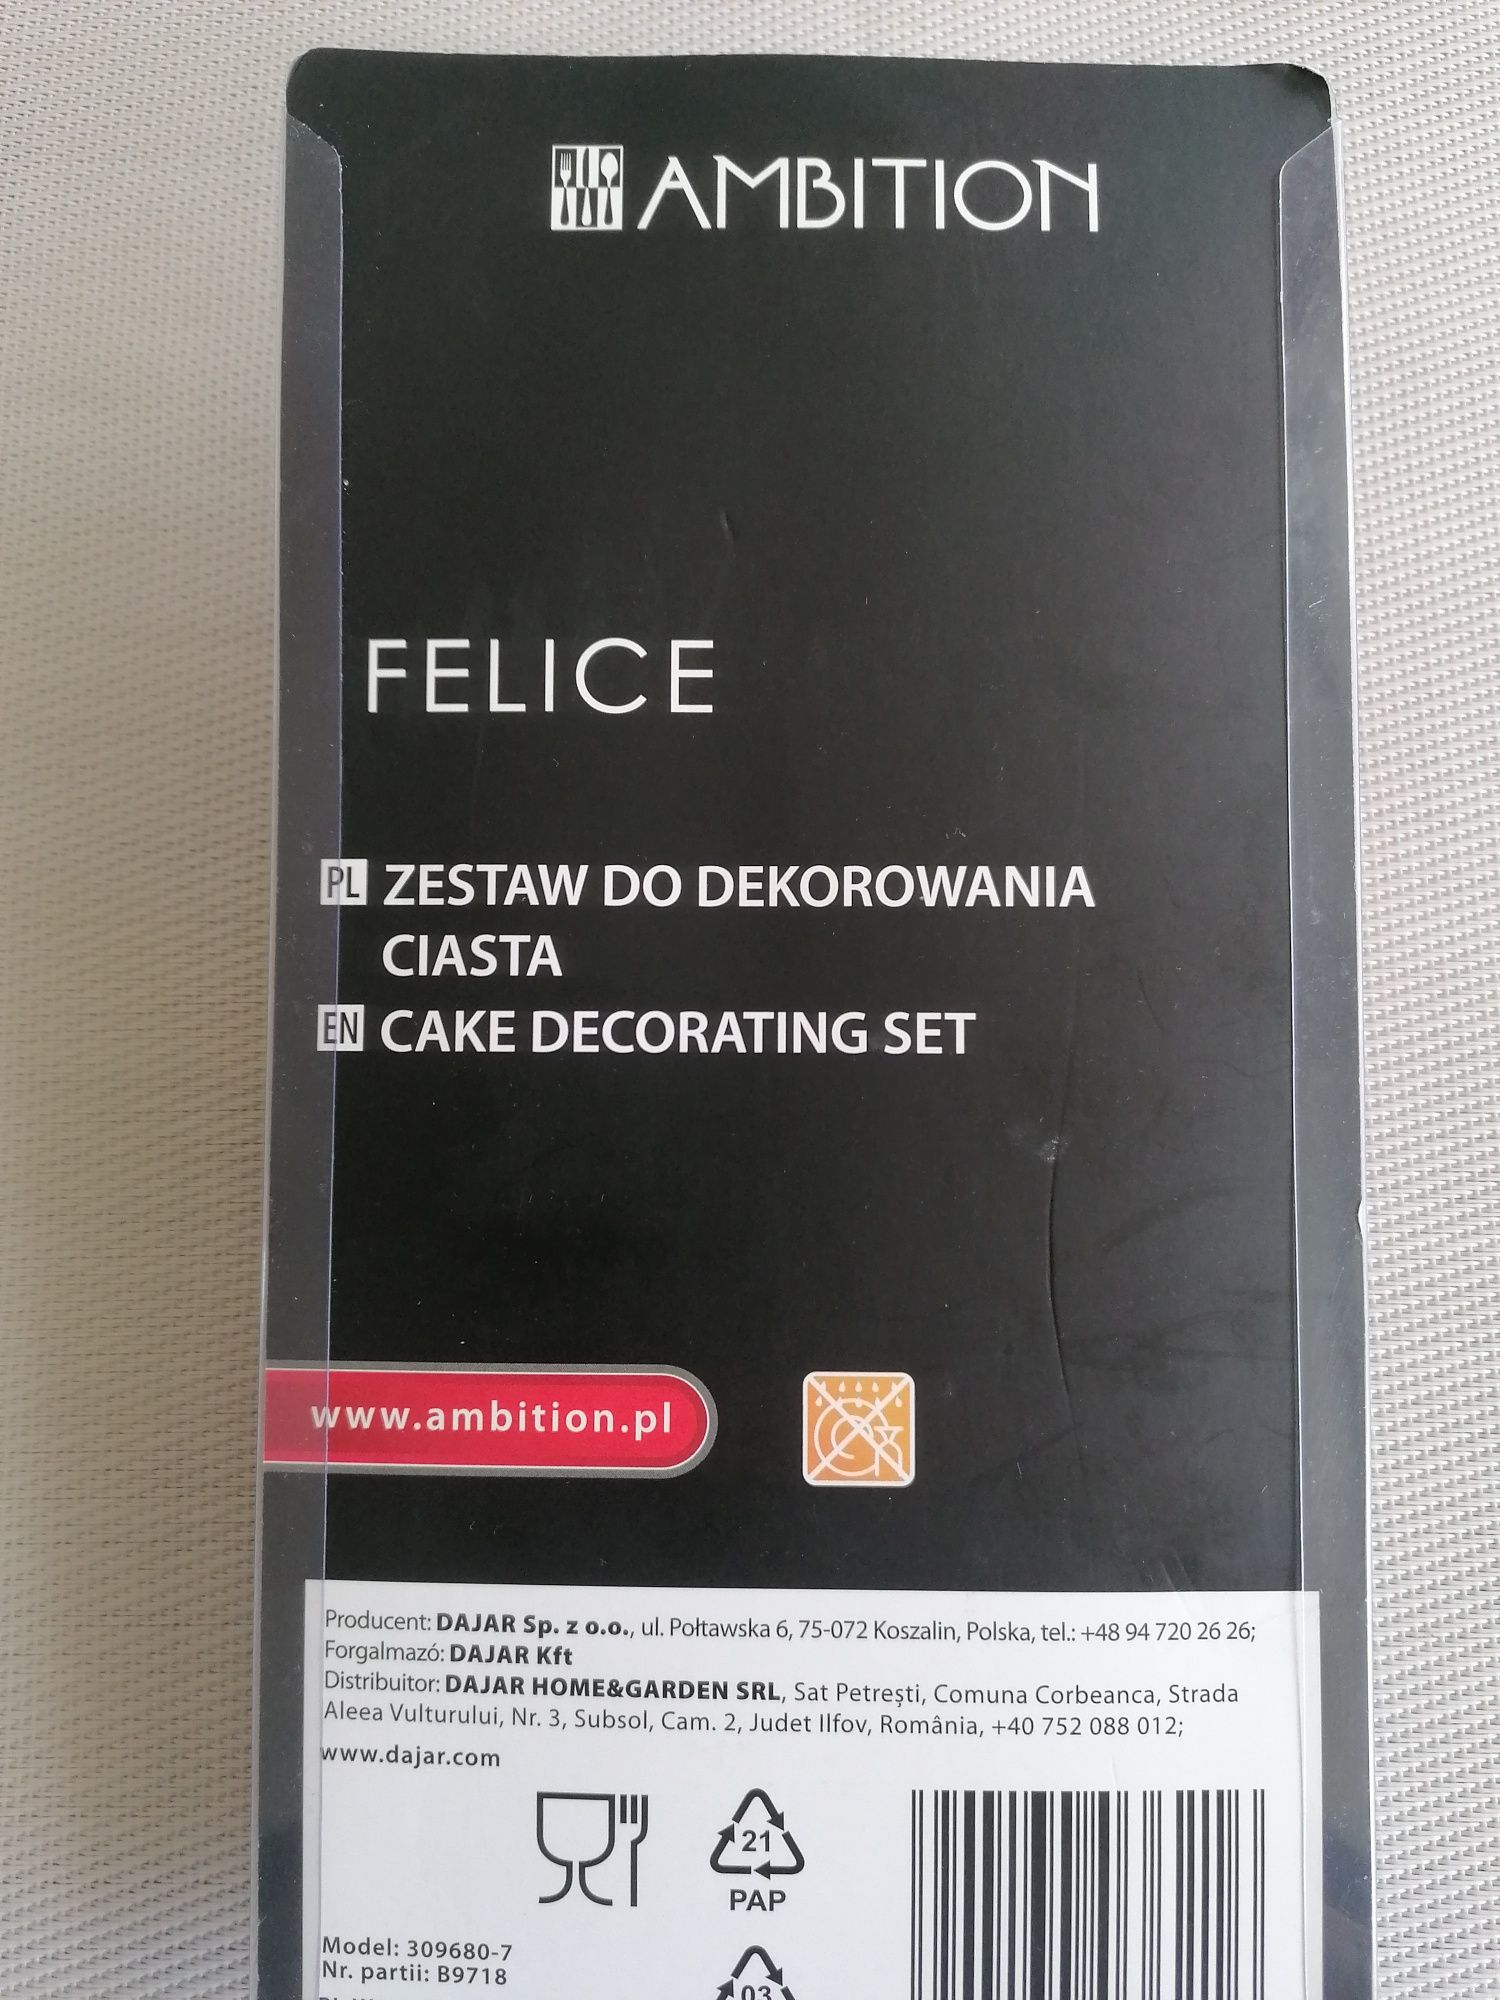 AMBITION
FELICE
PL ZESTAW DO DEKOROWANIA
CIASTA
EN CAKE DECORATING SET
www.ambition.pl
Producent: DAJAR Sp. z o.o., ul. Połtawska 6, 75-072 Koszalin, Polska, tel.: +48 94 720 26 26;
Forgalmazó: DAJAR Kft
Distribuitor: DAJAR HOME&GARDEN SRL, Sat Petrești, Comuna Corbeanca, Strada
Aleea Vulturului, Nr. 3, Subsol, Cam. 2, Judet Ilfov, România, +40 752 088 012;
www.dajar.com
21
PAP
Model: 309680-7
Nr. partii: B9718
03